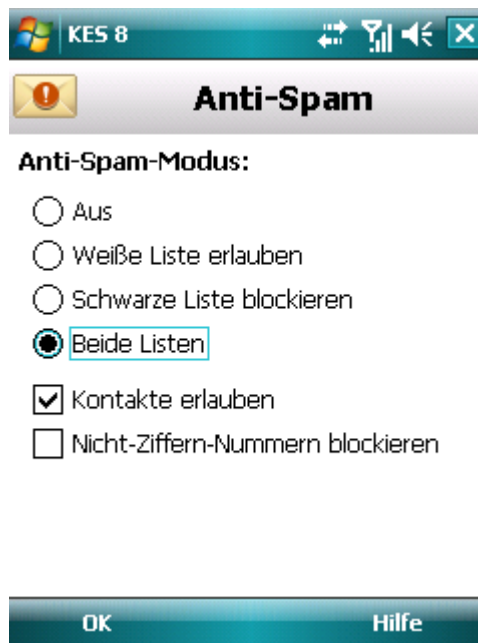 KES 8
Anti-Spam
Anti-Spam-Modus:
Aus
Weiße Liste erlauben
Schwarze Liste blockieren
Beide Listen
Kontakte erlauben
Nicht-Ziffern-Nummern blockieren
OK Hilfe